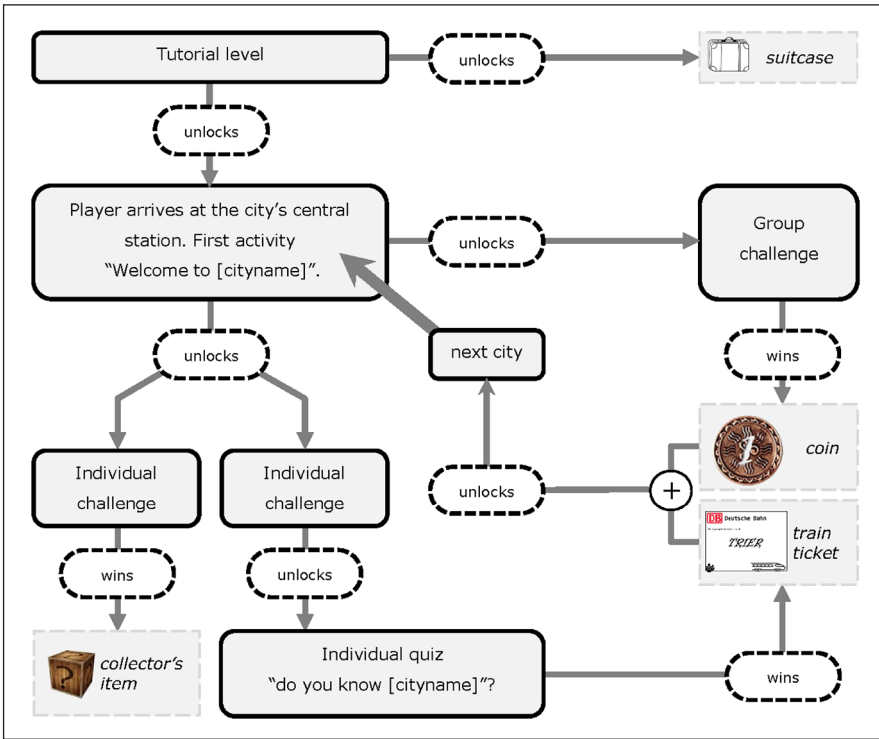 Tutorial level
unlocks
suitcase
unlocks
Player arrives at the city’s central
station. First activity
“Welcome to [cityname]”.
unlocks
Group
challenge
unlocks
next city
wins
Individual
challenge
Individual
challenge
1
coin
unlocks
+
DB Deutsche Bahn
TRIER
train
ticket
wins
unlocks
?
?
collector’s
item
Individual quiz
“do you know [cityname]”?
wins